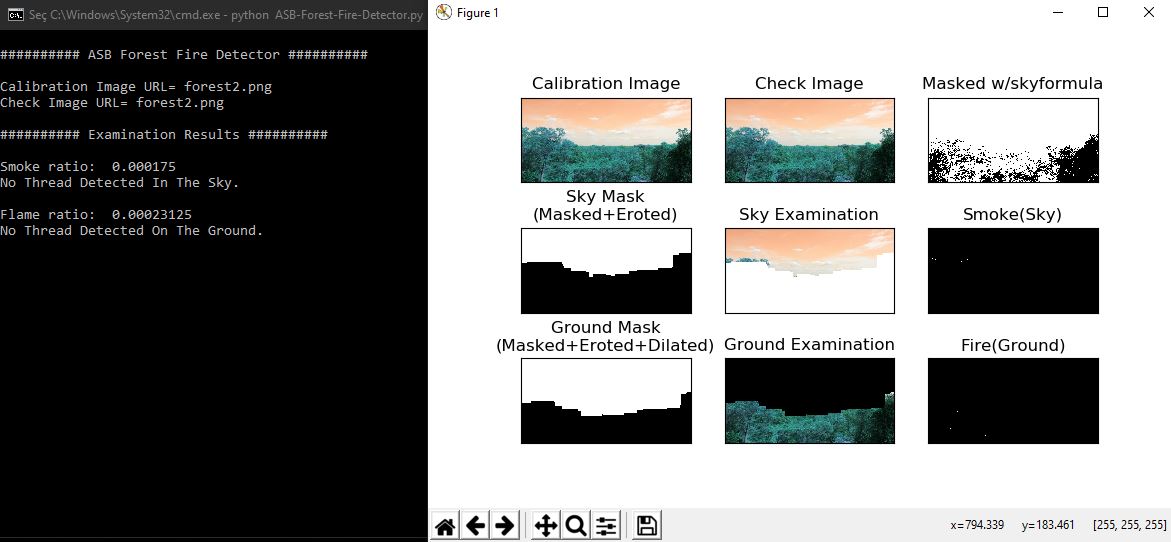 Seç C:\Windows\System32\cmd.exe - python ASB-Forest-Fire-Detector.py
########## ASB Forest Fire Detector ##########
Calibration Image URL= forest2.png
Check Image URL= forest2.png
########## Examination Results ##########
Smoke ratio:  0.000175
No Thread Detected In The Sky.
Flame ratio:  0.00023125
No Thread Detected On The Ground.
Figure 1
Calibration Image
Check Image
Masked w/skyformula
Sky Mask
(Masked+Eroted)
Sky Examination
Smoke(Sky)
Ground Mask
(Masked+Eroted+Dilated)
Ground Examination
Fire(Ground)
x=794.339 y=183.461 [255, 255, 255]